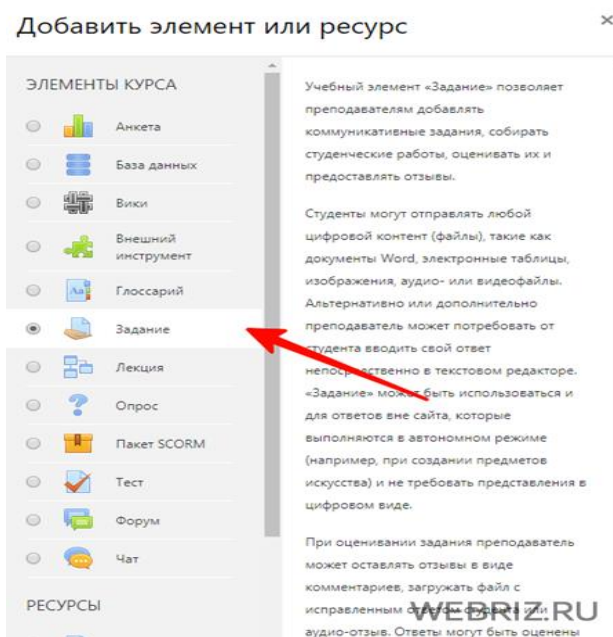 Добавить элемент или ресурс
×
ЭЛЕМЕНТЫ КУРСА
Анкета
База данных
Вики
Внешний
инструмент
Глоссарий
Задание
Лекция
Опрос
Пакет SCORM
Тест
Форум
Чат
РЕСУРСЫ
Учебный элемент «Задание» позволяет
преподавателям добавлять
коммуникативные задания, собирать
студенческие работы, оценивать их и
предоставлять отзывы.
Студенты могут отправлять любой
цифровой контент (файлы), такие как
документы Word, электронные таблицы,
изображения, аудио- или видеофайлы.
Альтернативно или дополнительно
преподаватель может потребовать от
студента вводить свой ответ
непосредственно в текстовом редакторе.
«Задание» может быть использоваться и
для ответов вне сайта, которые
выполняются в автономном режиме
(например, при создании предметов
искусства) и не требовать представления в
цифровом виде.
При оценивании задания преподаватель
может оставлять отзывы в виде
комментариев, загружать файл с
исправленным ответом студента или
аудио-отзыв. Ответы могут быть оценены
WEBRIZ.RU